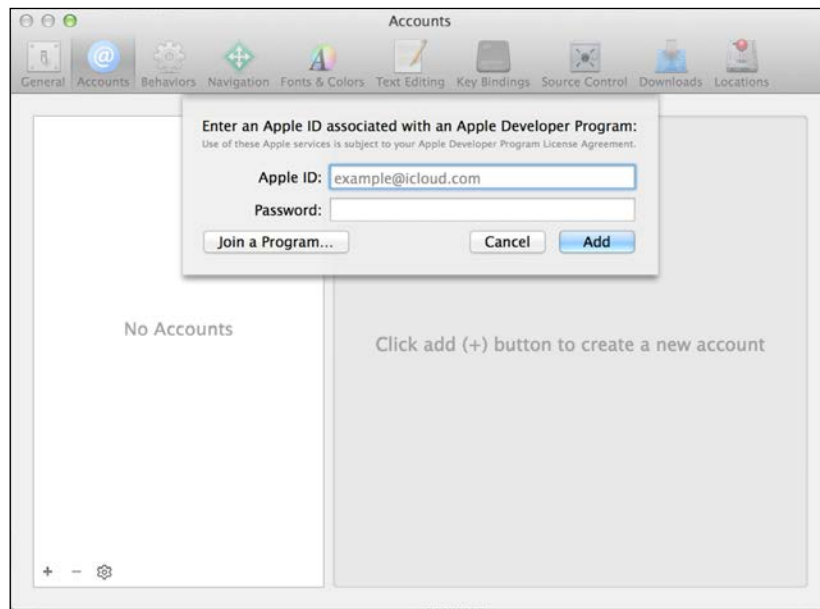 Accounts
General Accounts Behaviors Navigation Fonts & Colors Text Editing Key Bindings Source Control Downloads Locations
Enter an Apple ID associated with an Apple Developer Program:
Use of these Apple services is subject to your Apple Developer Program License Agreement.
Apple ID: example@icloud.com
Password:
Join a Program... Cancel Add
No Accounts
Click add (+) button to create a new account